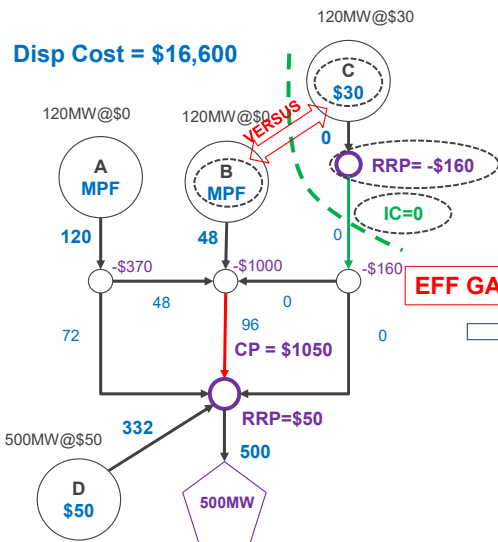 120MW@$30
Disp Cost = $16,600
C
$30
120MW@$0
120MW@$0
VERSUS
0
A
MPF
B
MPF
RRP= -$160
IC=0
120
48
0
-$370
-$1000
-$160
EFF GA
48
0
72
96
0
CP = $1050
RRP=$50
332
500
500MW@$50
D
$50
500MW